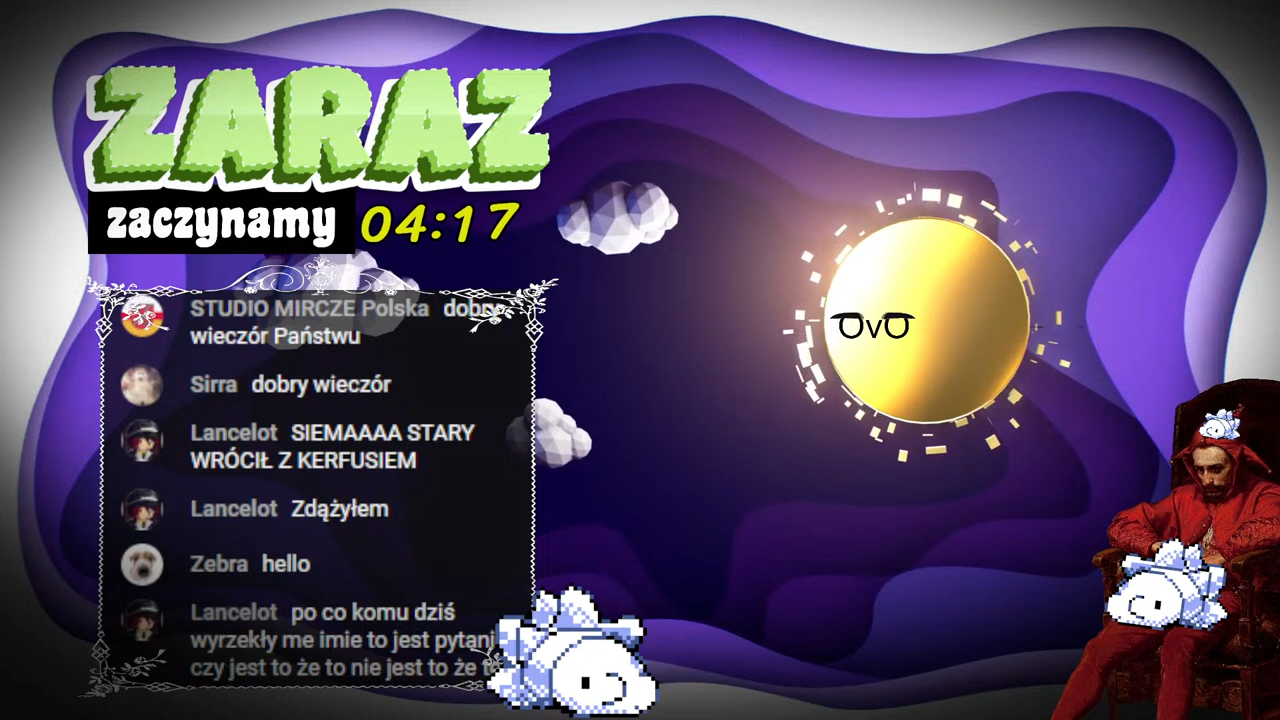 ZARAZ
zaczynamy 04:17
STUDIO MIRCZE Polska dobry
wieczór Państwu
Sirra dobry wieczór
Lancelot SIEMAAAA STARY
WRÓCIŁ Z KERFUSIEM
Lancelot Zdążyłem
Zebra hello
Lancelot po co komu dziś
wyrzekły me imie to jest pytani
czy jest to że to nie jest to że